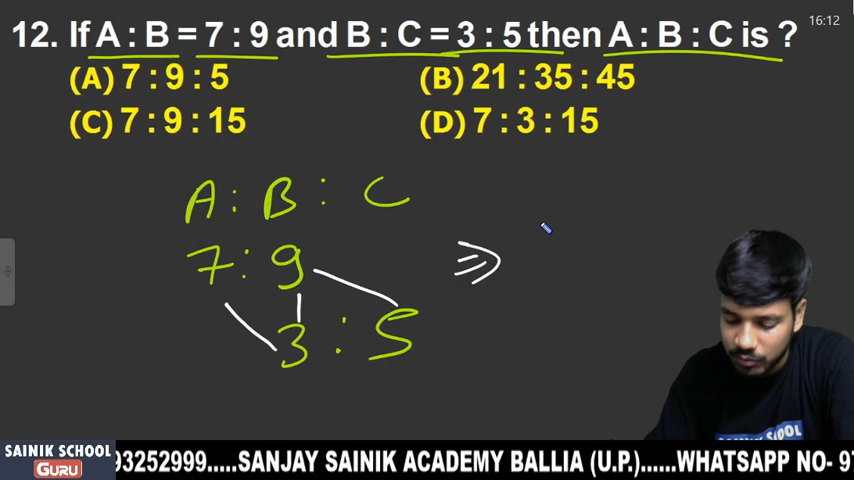 16:12
12. If A : B = 7 : 9 and B : C = 3 : 5 then A : B : C is ?
(A) 7 : 9 : 5 (B) 21 : 35 : 45
(C) 7 : 9 : 15 (D) 7 : 3 : 15
A : B : C
7 : 9 ⇒
3 : 5
SOOL
SAINIK SCHOOL
GURU
93252999.....SANJAY SAINIK ACADEMY BALLIA (U.P.)......WHATSAPP NO- 97